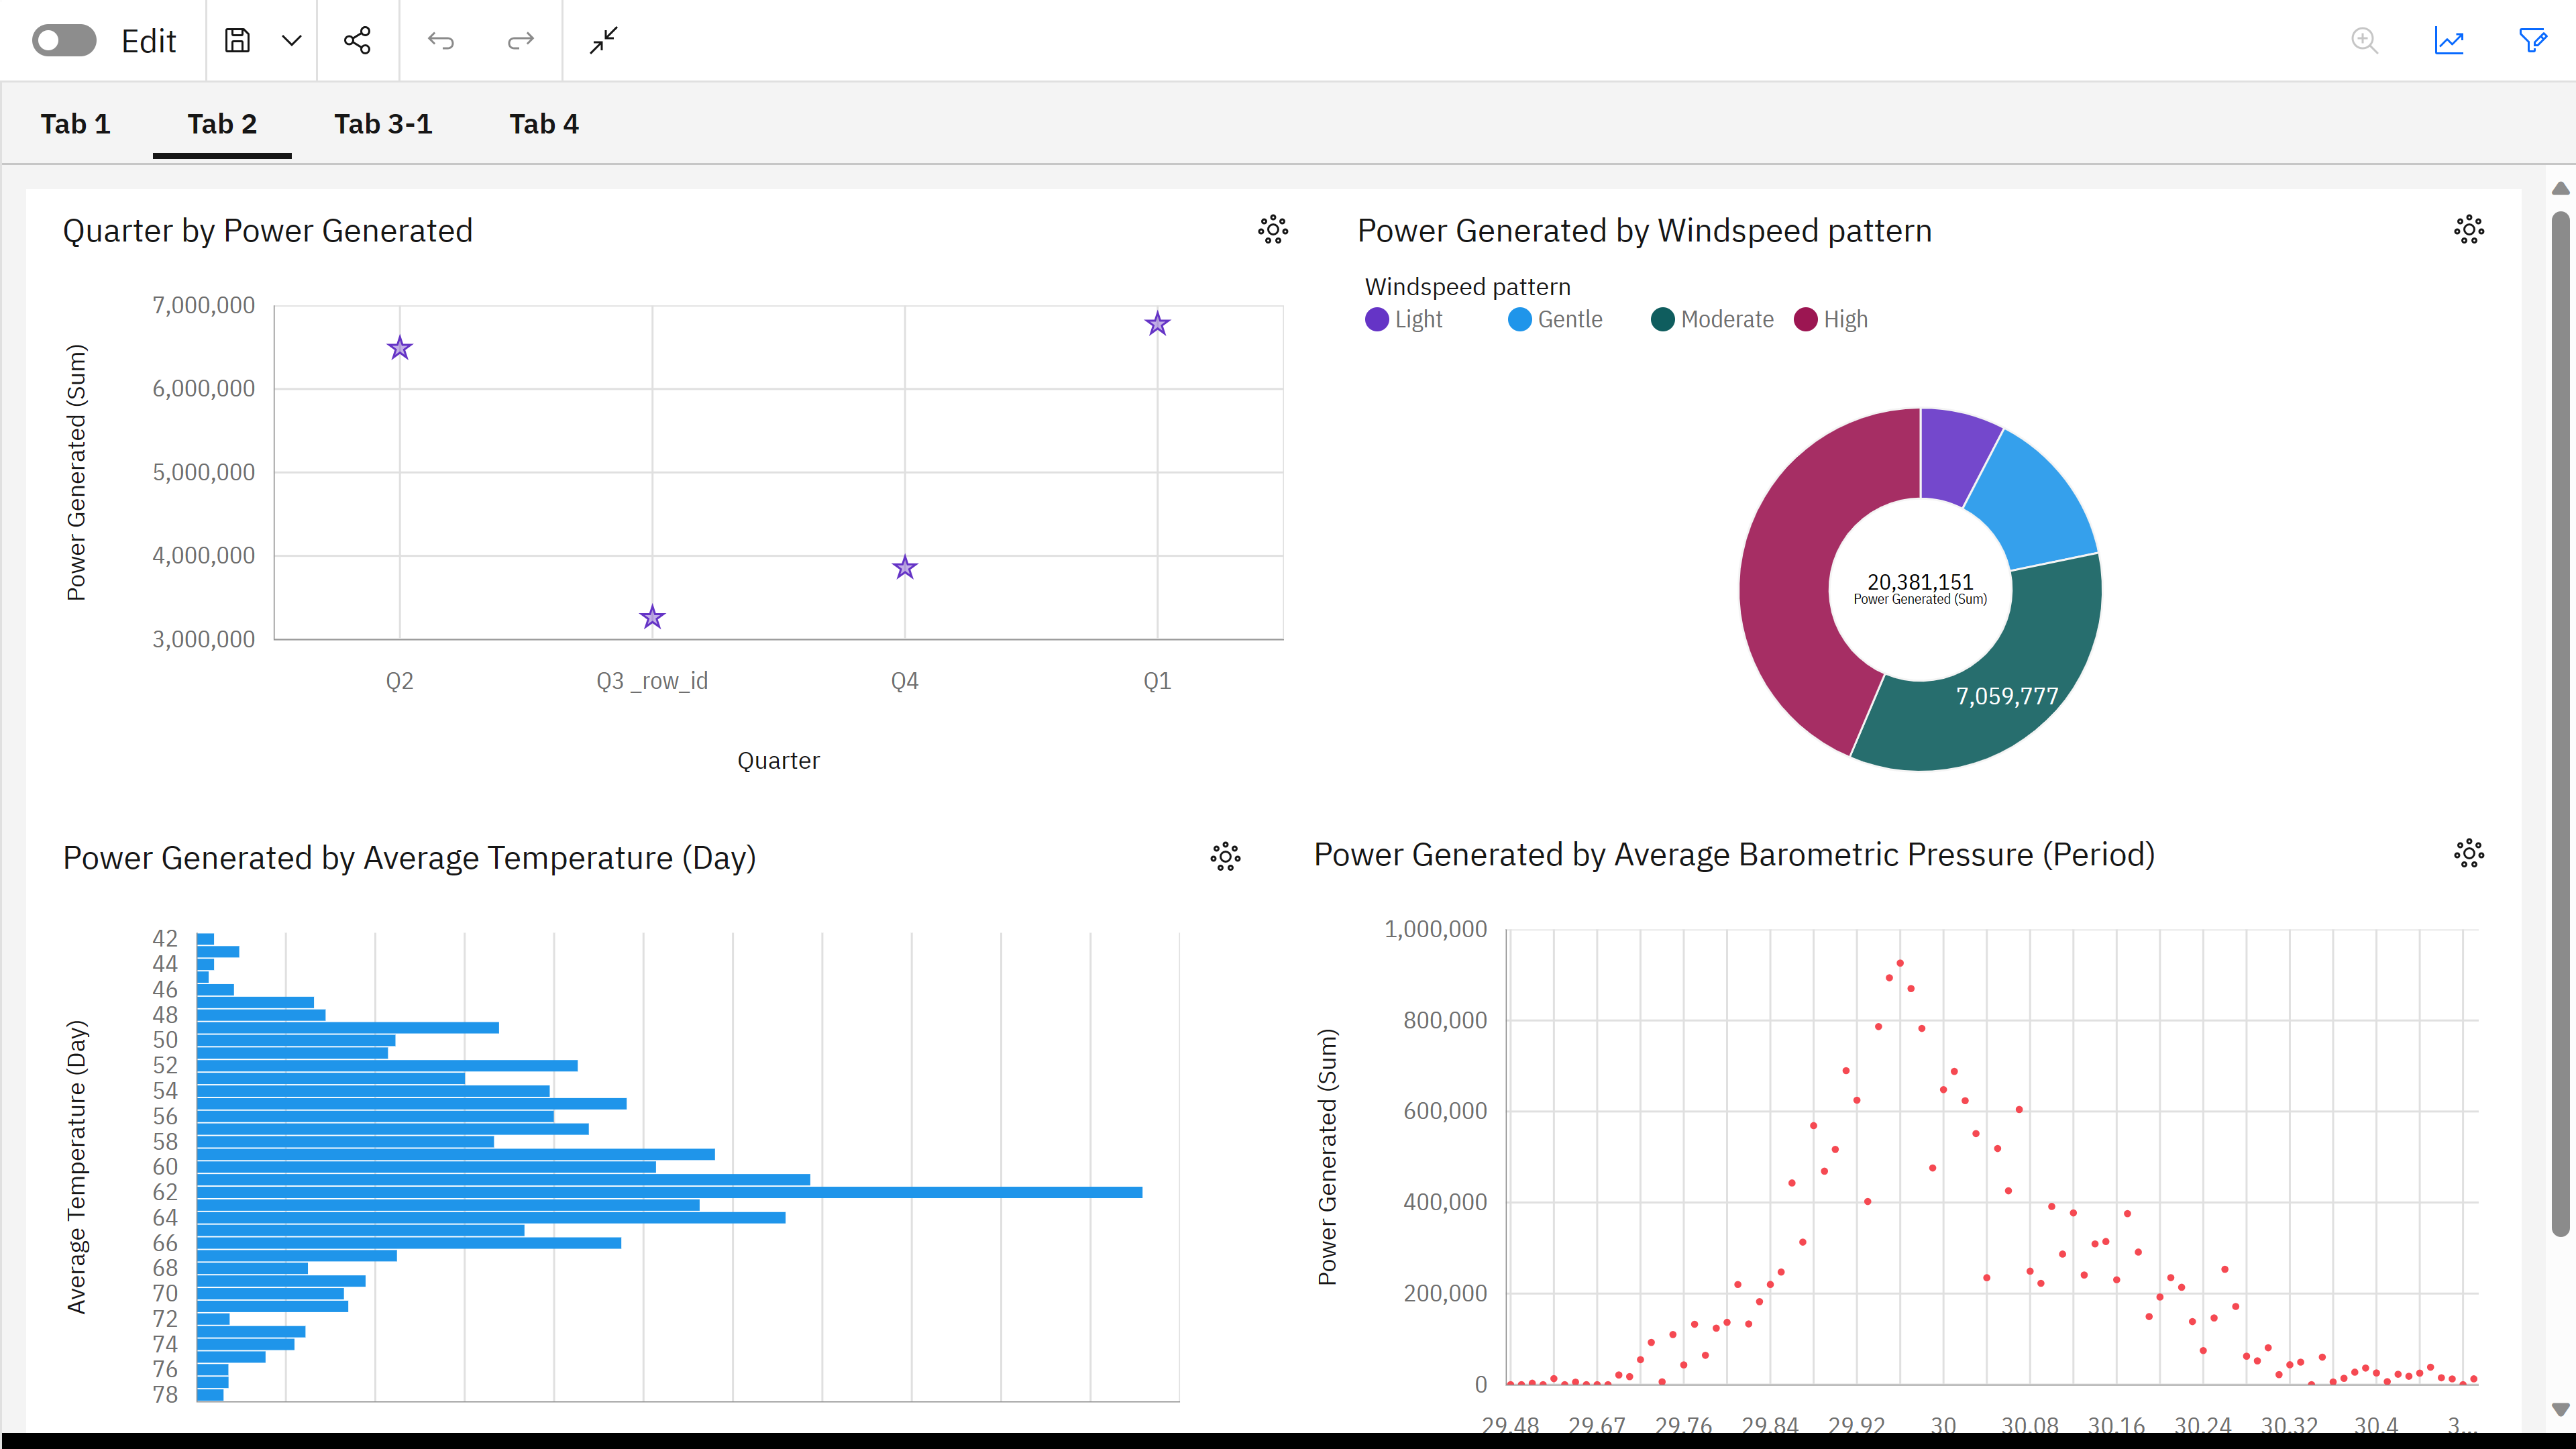 Edit
Tab 1
Tab 2
Tab 3-1
Tab 4
Quarter by Power Generated
Power Generated (Sum)
7,000,000
6,000,000
5,000,000
4,000,000
3,000,000
Q2
Q3 _row_id
Q4
Q1
Quarter
Power Generated by Windspeed pattern
Windspeed pattern
Light
Gentle
Moderate
High
20,381,151
Power Generated (Sum)
7,059,777
Power Generated by Average Temperature (Day)
Average Temperature (Day)
42
44
46
48
50
52
54
56
58
60
62
64
66
68
70
72
74
76
78
Power Generated by Average Barometric Pressure (Period)
Power Generated (Sum)
1,000,000
800,000
600,000
400,000
200,000
0
29.48
29.67
29.76
29.84
29.92
30
30.08
30.16
30.24
30.32
30.4
3...